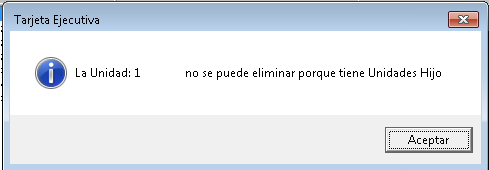 Tarjeta Ejecutiva
La Unidad: 1 no se puede eliminar porque tiene Unidades Hijo
Aceptar